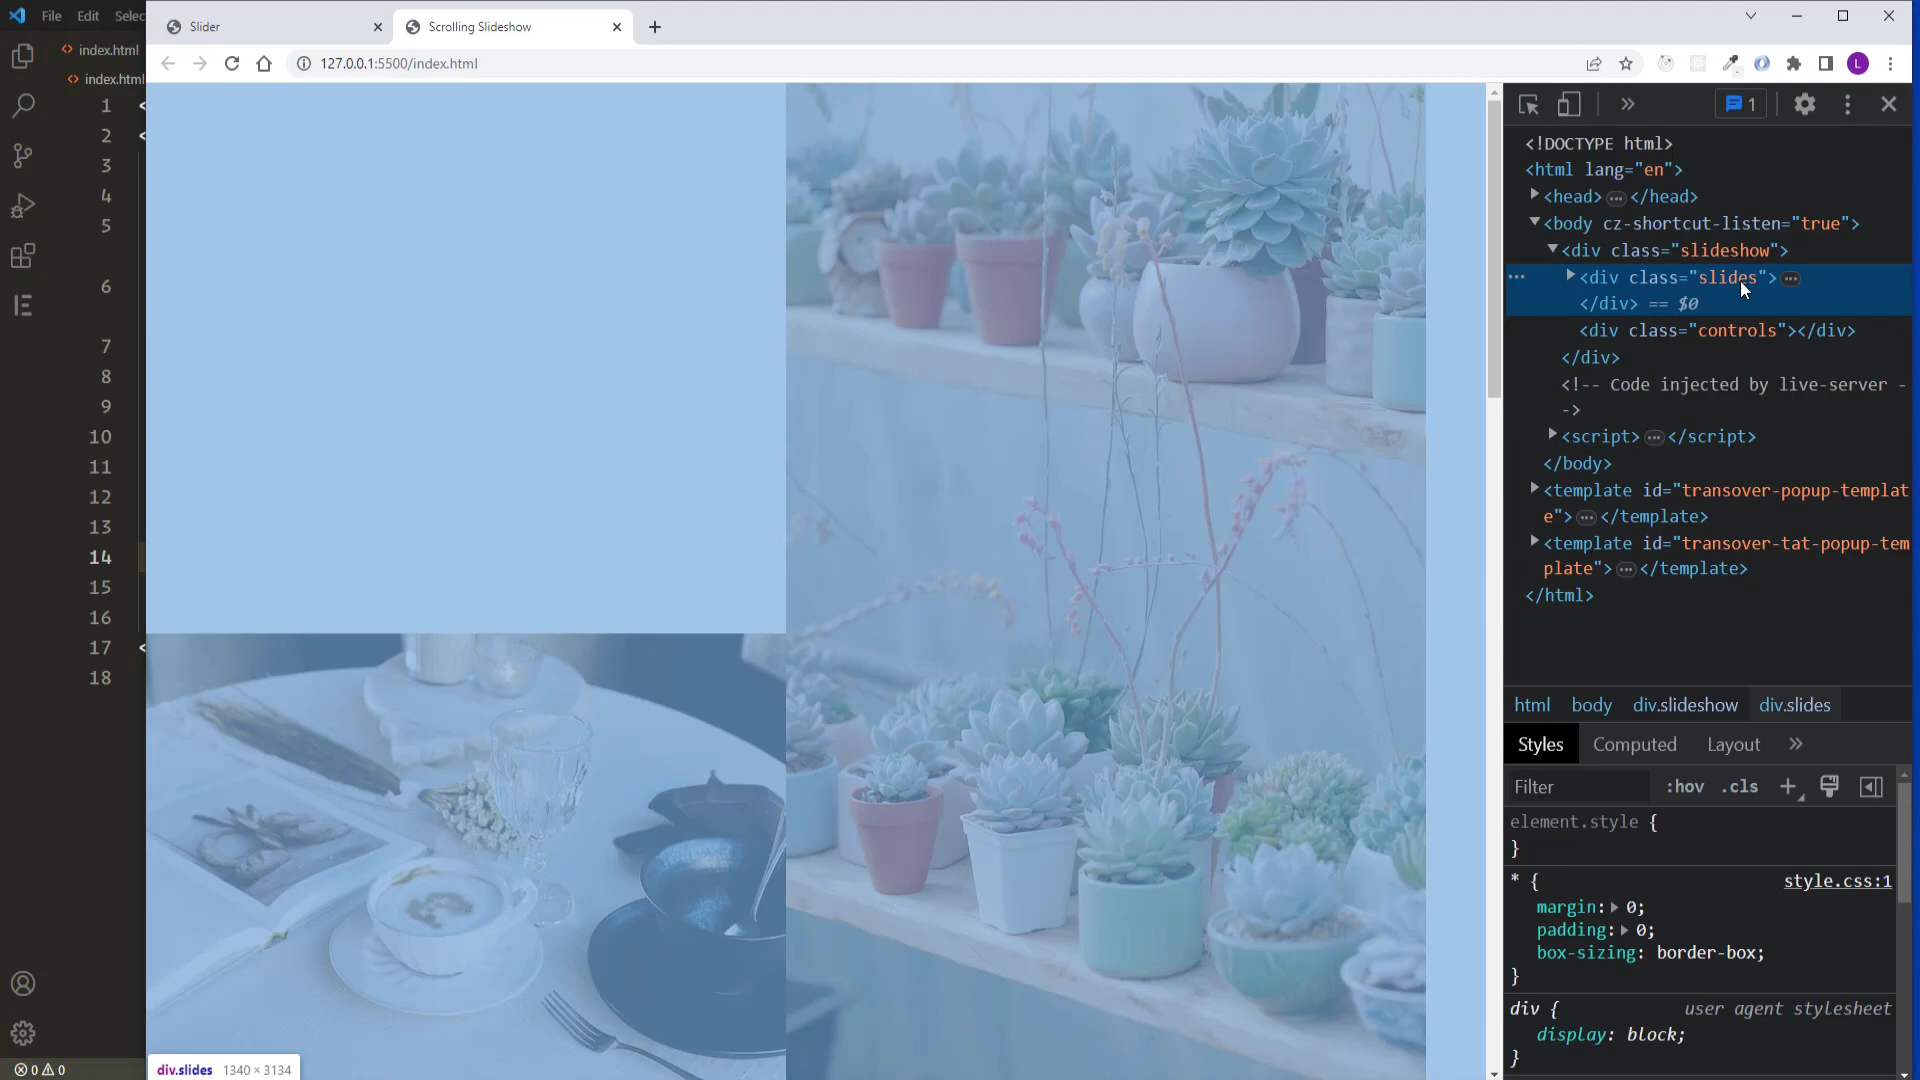 File Edit Selec
Slider
Scrolling Slideshow
127.0.0.1:5500/index.html
L
index.html
index.html
1 <
2 <
3
4
5
6
7
8
9
10
11
12
13
14
15
16
17 <
18
0 0
div.slides 1340 × 3134
1
<!DOCTYPE html>
<html lang="en">
<head> ... </head>
<body cz-shortcut-listen="true">
<div class="slideshow">
... <div class="slides"> ...
</div> == $0
<div class="controls"></div>
</div>
<!-- Code injected by live-server -
->
<script> ... </script>
</body>
<template id="transover-popup-templat
e"> ... </template>
<template id="transover-tat-popup-tem
plate"> ... </template>
</html>
html body div.slideshow div.slides
Styles Computed Layout
Filter :hov .cls
element.style {
}
* { style.css:1
margin: 0;
padding: 0;
box-sizing: border-box;
}
div { user agent stylesheet
display: block;
}